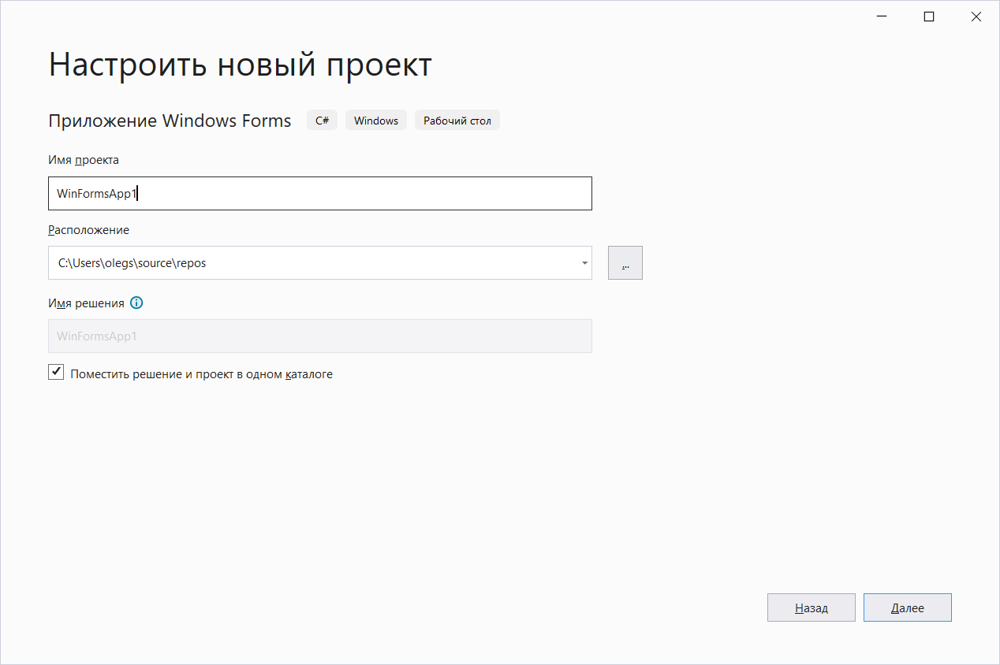 Настроить новый проект
Приложение Windows Forms C# Windows Рабочий стол
Имя проекта
WinFormsApp1
Расположение
C:\Users\olegs\source\repos
...
Имя решения
WinFormsApp1
Поместить решение и проект в одном каталоге
Назад Далее